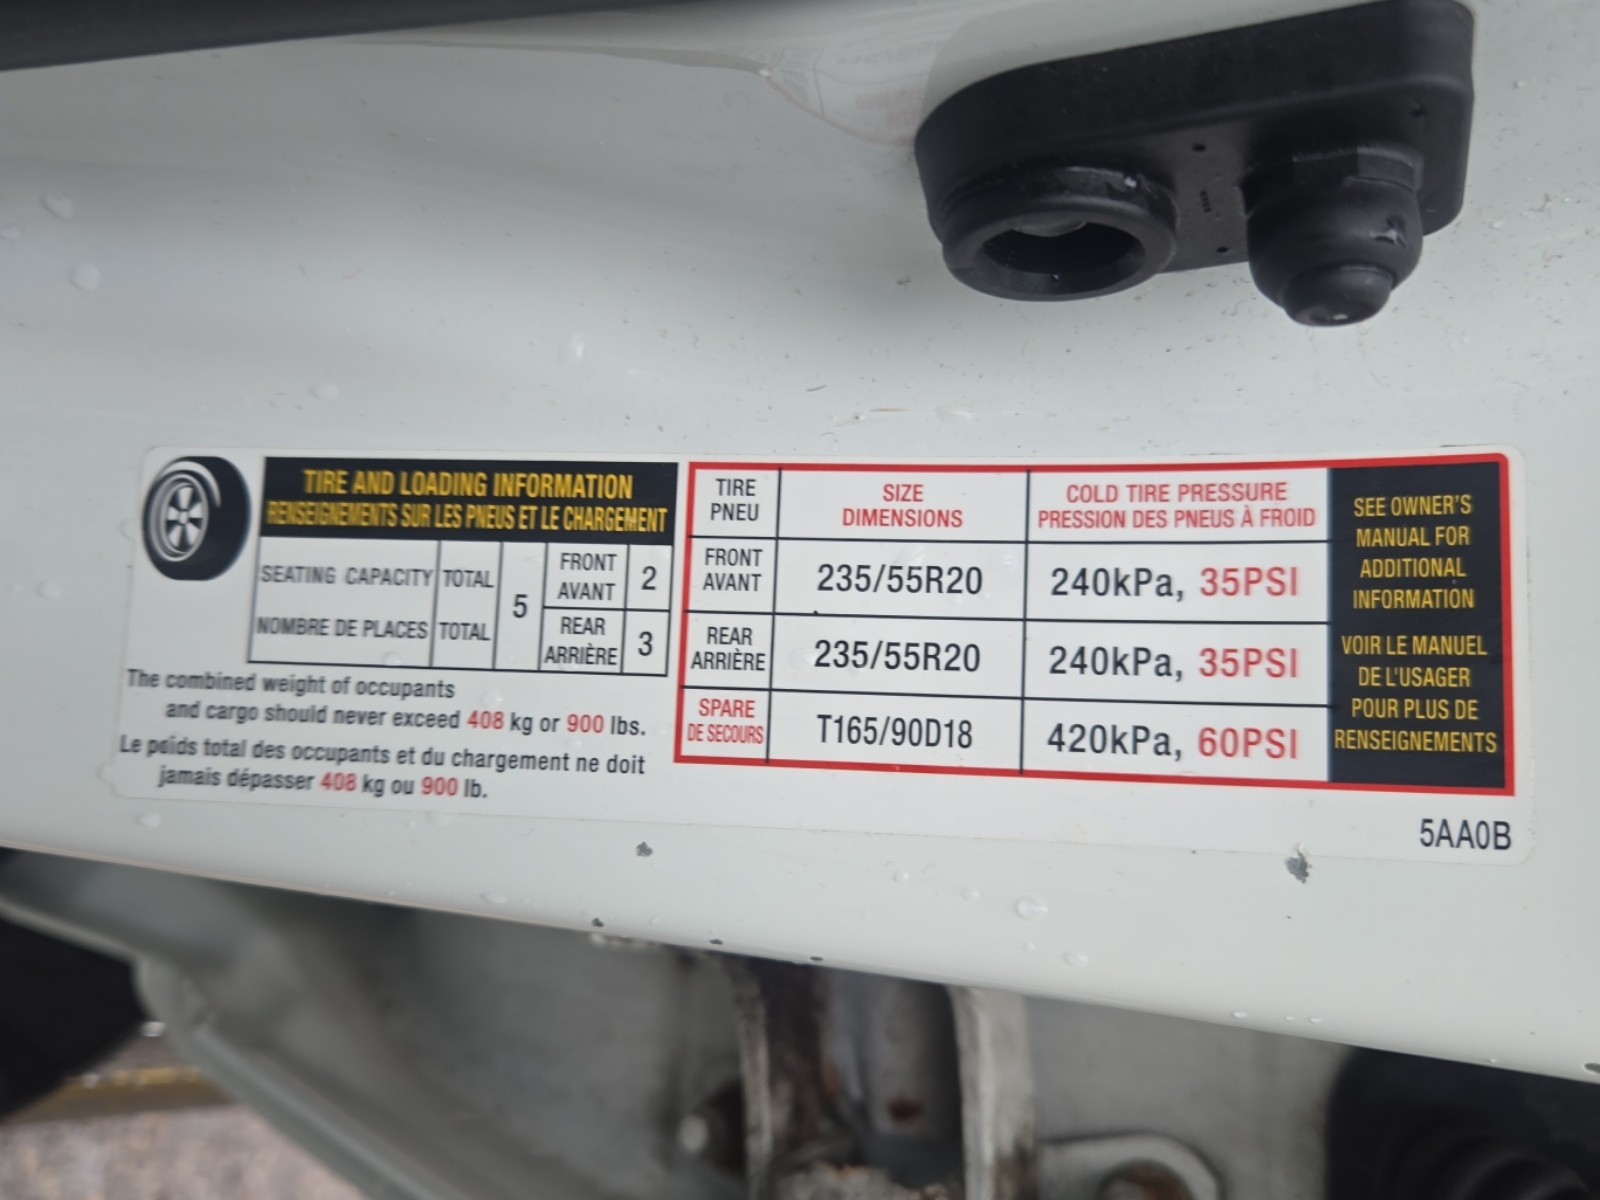 TIRE AND LOADING INFORMATION
RENSEIGNEMENTS SUR LES PNEUS ET LE CHARGEMENT
SEATING CAPACITY TOTAL
NOMBRE DE PLACES TOTAL
5
FRONT
AVANT
2
REAR
ARRIÈRE
3
The combined weight of occupants
and cargo should never exceed 408 kg or 900 lbs.
Le poids total des occupants et du chargement ne doit
jamais dépasser 408 kg ou 900 lb.
TIRE
PNEU
SIZE
DIMENSIONS
COLD TIRE PRESSURE
PRESSION DES PNEUS À FROID
FRONT
AVANT
235/55R20
240kPa, 35PSI
REAR
ARRIÈRE
235/55R20
240kPa, 35PSI
SPARE
DE SECOURS
T165/90D18
420kPa, 60PSI
SEE OWNER'S
MANUAL FOR
ADDITIONAL
INFORMATION
VOIR LE MANUEL
DE L'USAGER
POUR PLUS DE
RENSEIGNEMENTS
5AA0B